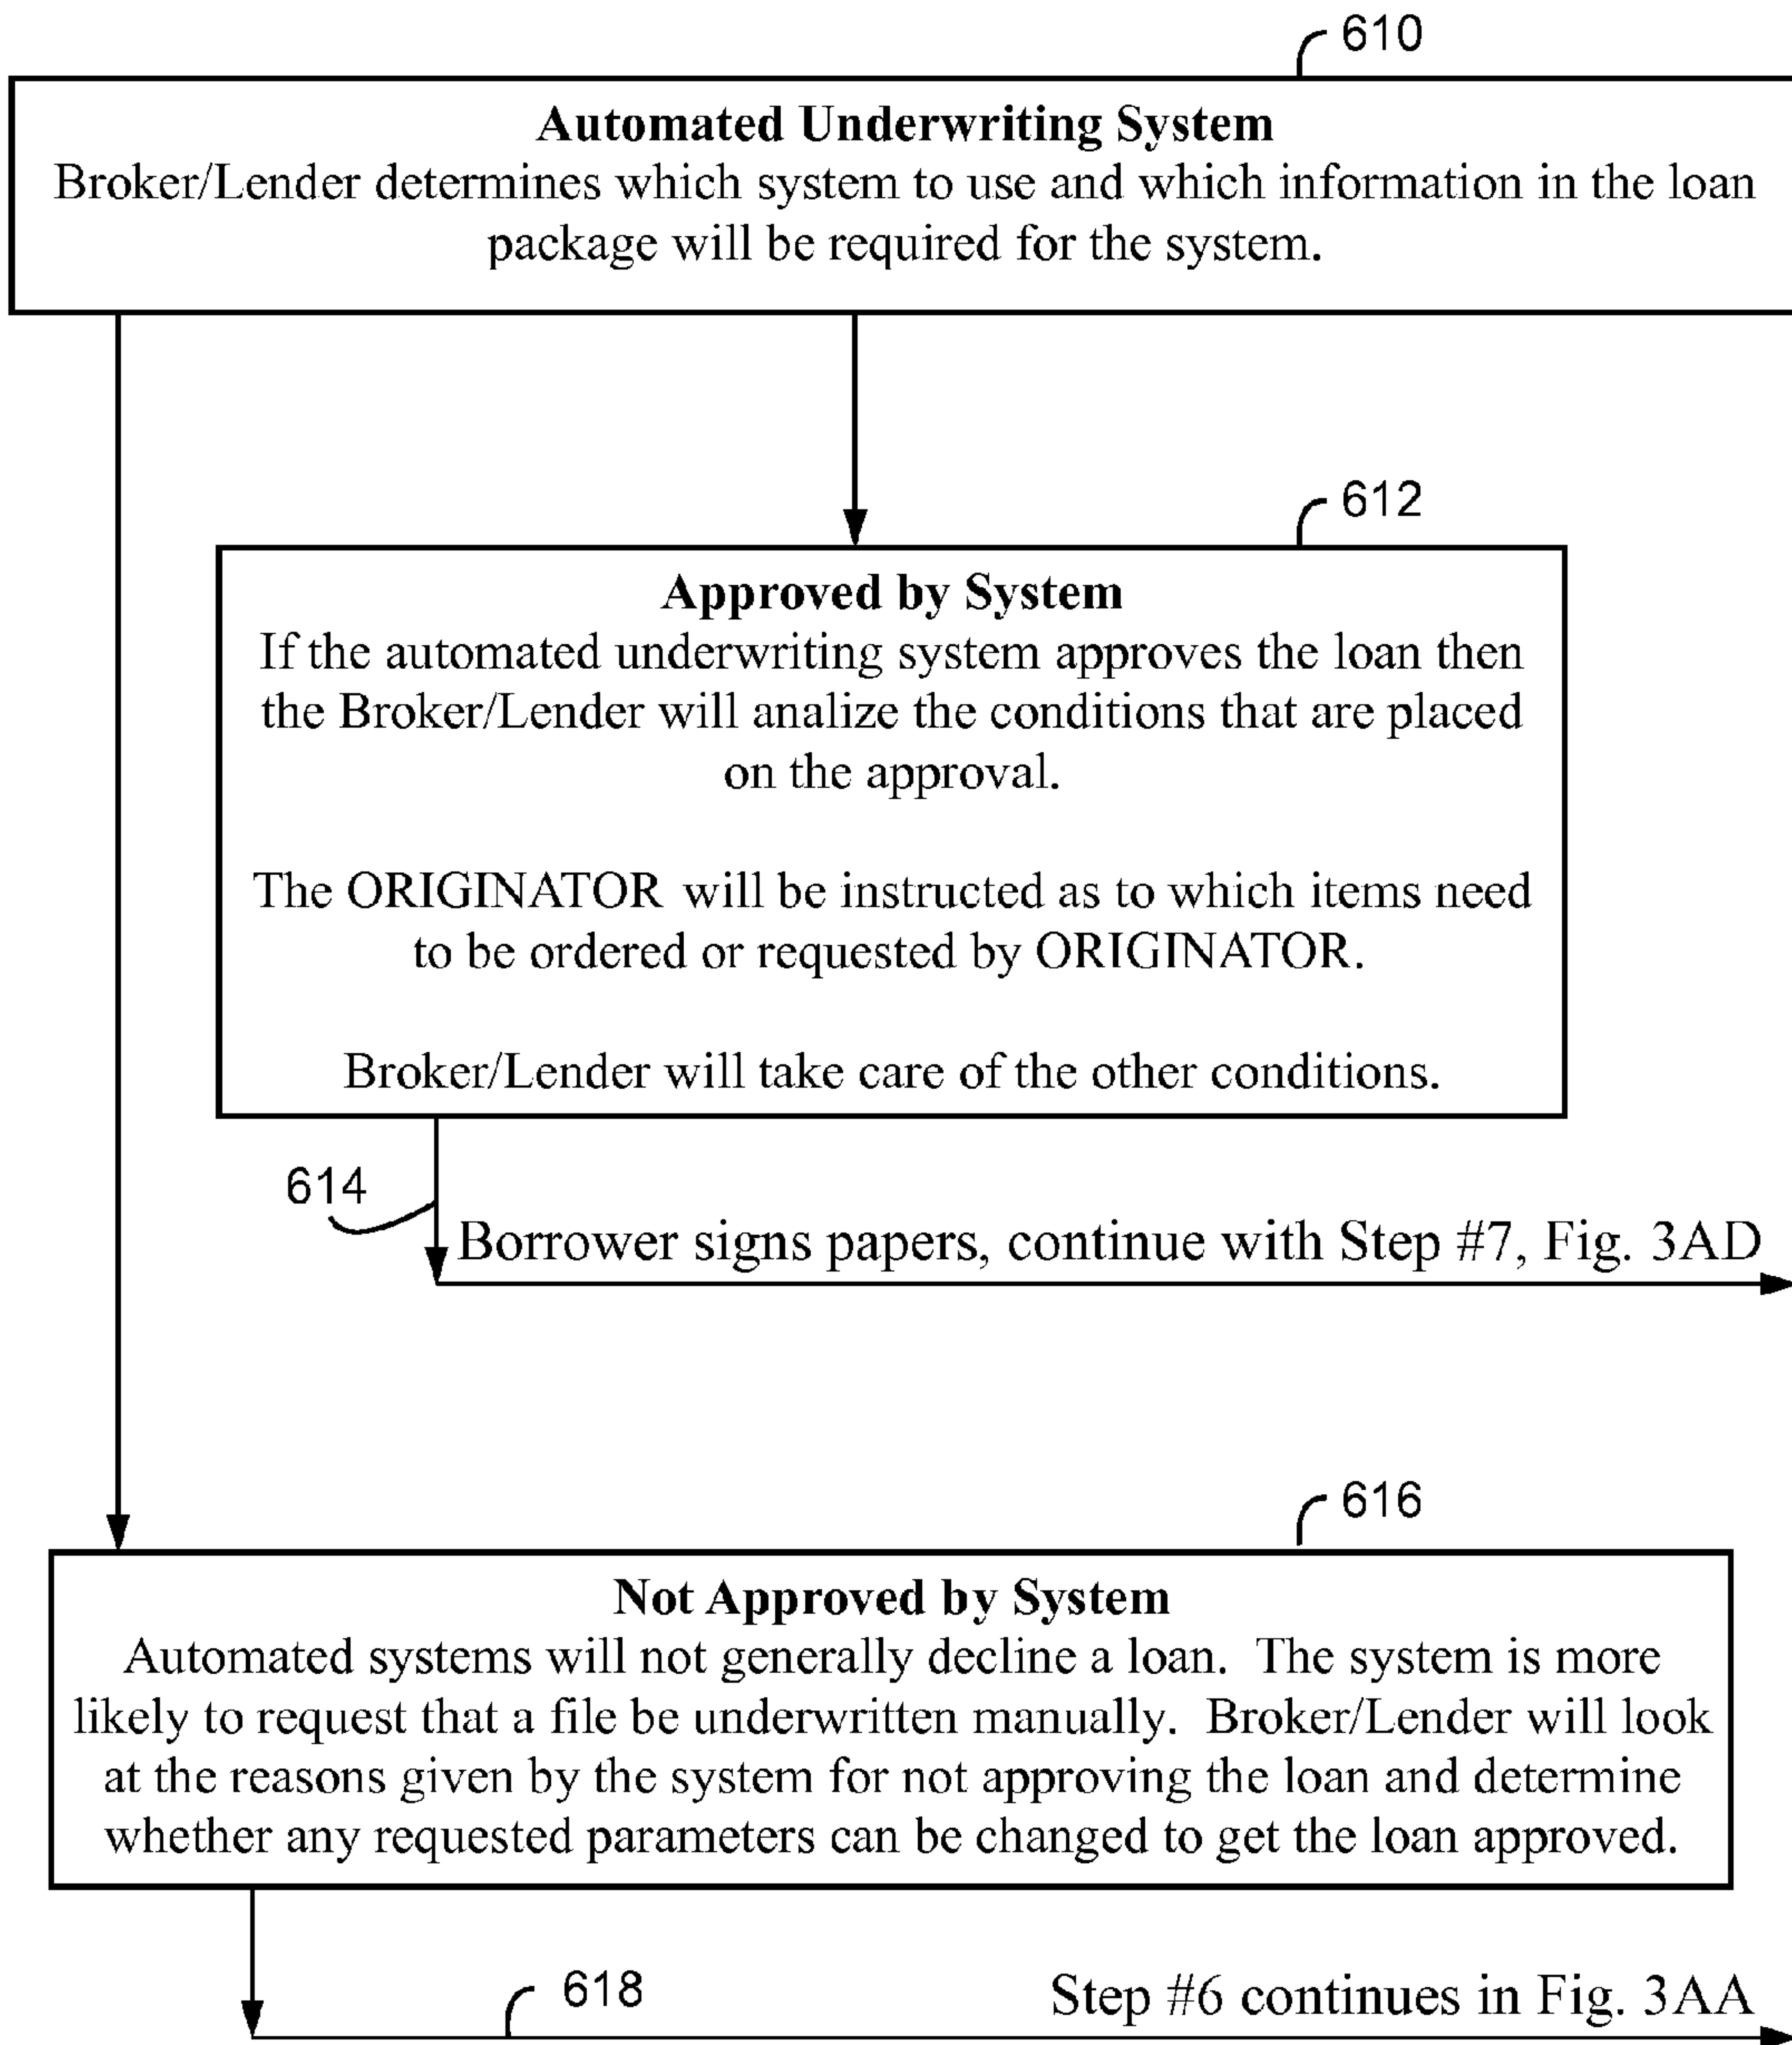 610
Automated Underwriting System
Broker/Lender determines which system to use and which information in the loan
package will be required for the system.
612
Approved by System
If the automated underwriting system approves the loan then
the Broker/Lender will analize the conditions that are placed
on the approval.
The ORIGINATOR will be instructed as to which items need
to be ordered or requested by ORIGINATOR.
Broker/Lender will take care of the other conditions.
614
Borrower signs papers, continue with Step #7, Fig. 3AD
616
Not Approved by System
Automated systems will not generally decline a loan. The system is more
likely to request that a file be underwritten manually. Broker/Lender will look
at the reasons given by the system for not approving the loan and determine
whether any requested parameters can be changed to get the loan approved.
618
Step #6 continues in Fig. 3AA